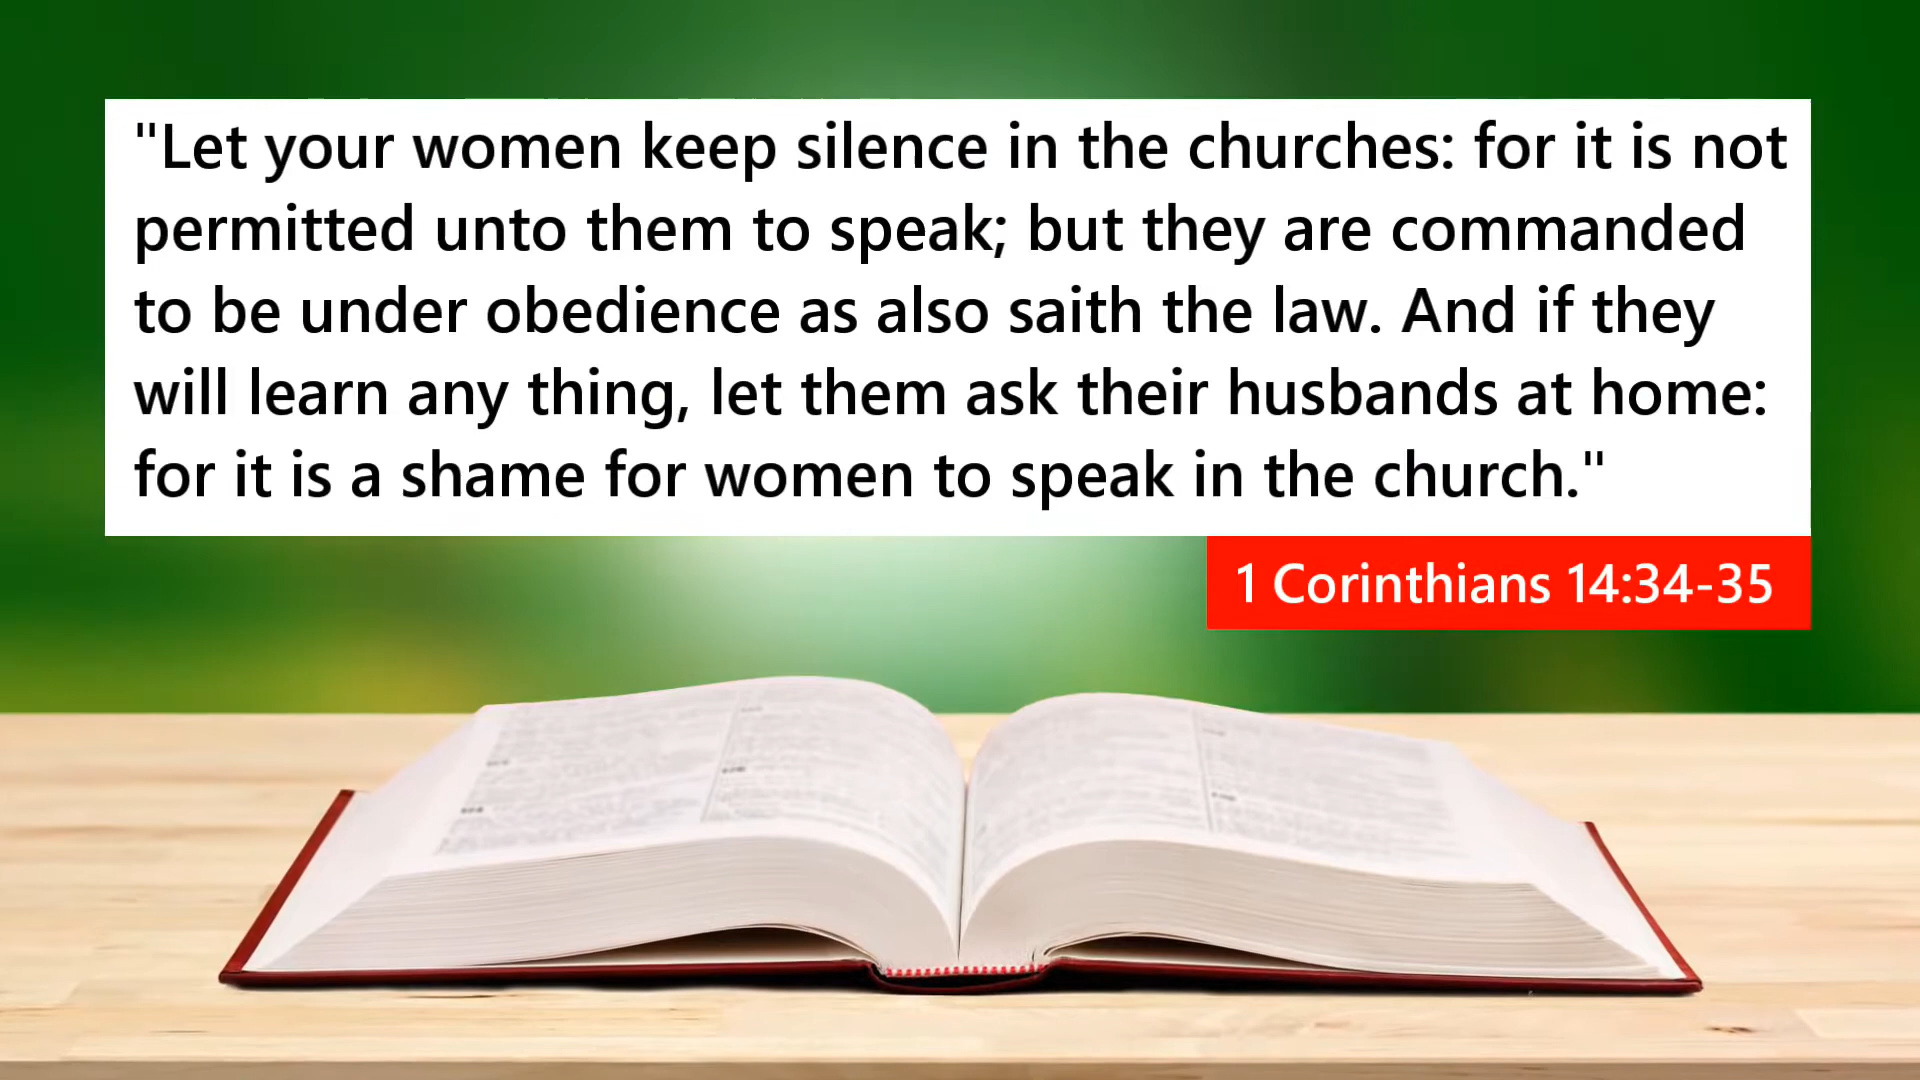 "Let your women keep silence in the churches: for it is not
permitted unto them to speak; but they are commanded
to be under obedience as also saith the law. And if they
will learn any thing, let them ask their husbands at home:
for it is a shame for women to speak in the church."
1 Corinthians 14:34-35